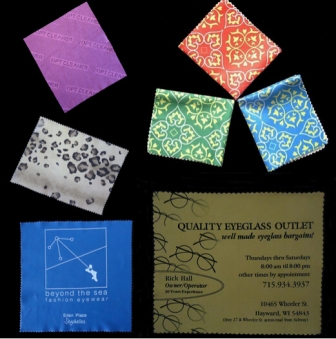 QUALITY EYEGLASS OUTLET
well made eyeglass bargains!
Thursdays thru Saturdays
8:00 am til 8:00 pm
other times by appointment
715.934.3937
Rick Hall
Owner/Operator
10465 Wheeler St
Hayward, WI 54843
beyond the sea
fashion eyewear
Eden Plaza